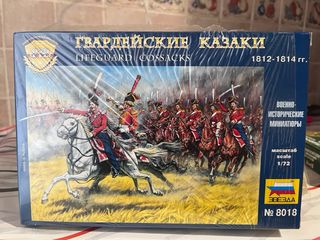 ГВАРДЕЙСКИЕ КАЗАКИ
LIFEGUARD COSSACKS
1812-1814 гг.
ВОЕННО-
ИСТОРИЧЕСКИЕ
МИНИАТЮРЫ
масштаб
scale
1/72
ЗВЕЗДА
№ 8018